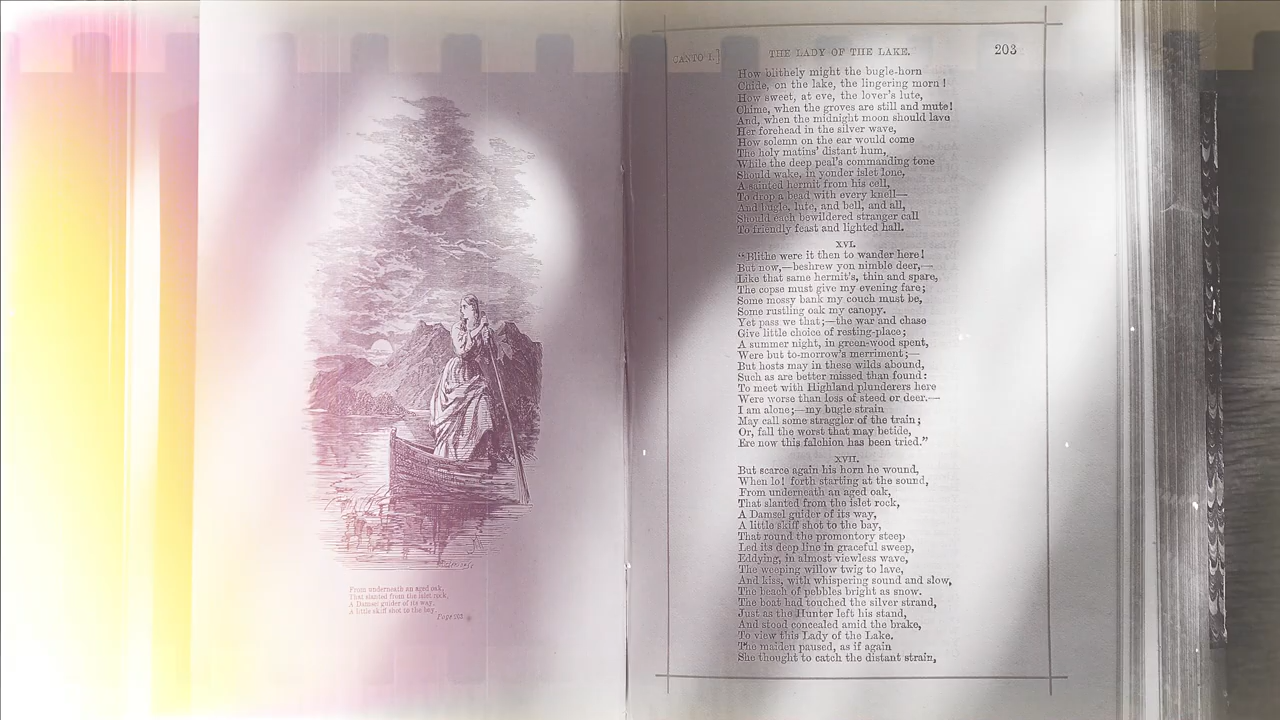 From underneath an aged oak,
That slanted from the islet rock,
A Damsel guider of its way,
A little skiff shot to the bay.
Page 203
CANTO I.]
THE LADY OF THE LAKE.
203
How blithely might the bugle-horn
Chide, on the lake, the lingering morn!
How sweet, at eve, the lover's lute,
Chime, when the groves are still and mute!
And, when the midnight moon should lave
Her forehead in the silver wave,
How solemn on the ear would come
The holy matins' distant hum,
While the deep peal's commanding tone
Should wake, in yonder islet lone,
A sainted hermit from his cell,
To drop a bead with every knell—
And bugle, lute, and bell, and all,
Should each bewildered stranger call
To friendly feast and lighted hall.
XVI.
"Blithe were it then to wander here!
But now,—beshrew yon nimble deer,—
Like that same hermit's, thin and spare,
The copse must give my evening fare;
Some mossy bank my couch must be,
Some rustling oak my canopy.
Yet pass we that;—the war and chase
Give little choice of resting-place;
A summer night, in green-wood spent,
Were but to-morrow's merriment;—
But hosts may in these wilds abound,
Such as are better missed than found:
To meet with Highland plunderers here
Were worse than loss of steed or deer.—
I am alone;—my bugle strain
May call some straggler of the train;
Or, fall the worst that may betide,
Ere now this falchion has been tried."
XVII.
But scarce again his horn he wound,
When lo! forth starting at the sound,
From underneath an aged oak,
That slanted from the islet rock,
A Damsel guider of its way,
A little skiff shot to the bay,
That round the promontory steep
Led its deep line in graceful sweep,
Eddying, in almost viewless wave,
The weeping willow twig to lave,
And kiss, with whispering sound and slow,
The beach of pebbles bright as snow.
The boat had touched the silver strand,
Just as the Hunter left his stand,
And stood concealed amid the brake,
To view this Lady of the Lake.
The maiden paused, as if again
She thought to catch the distant strain,